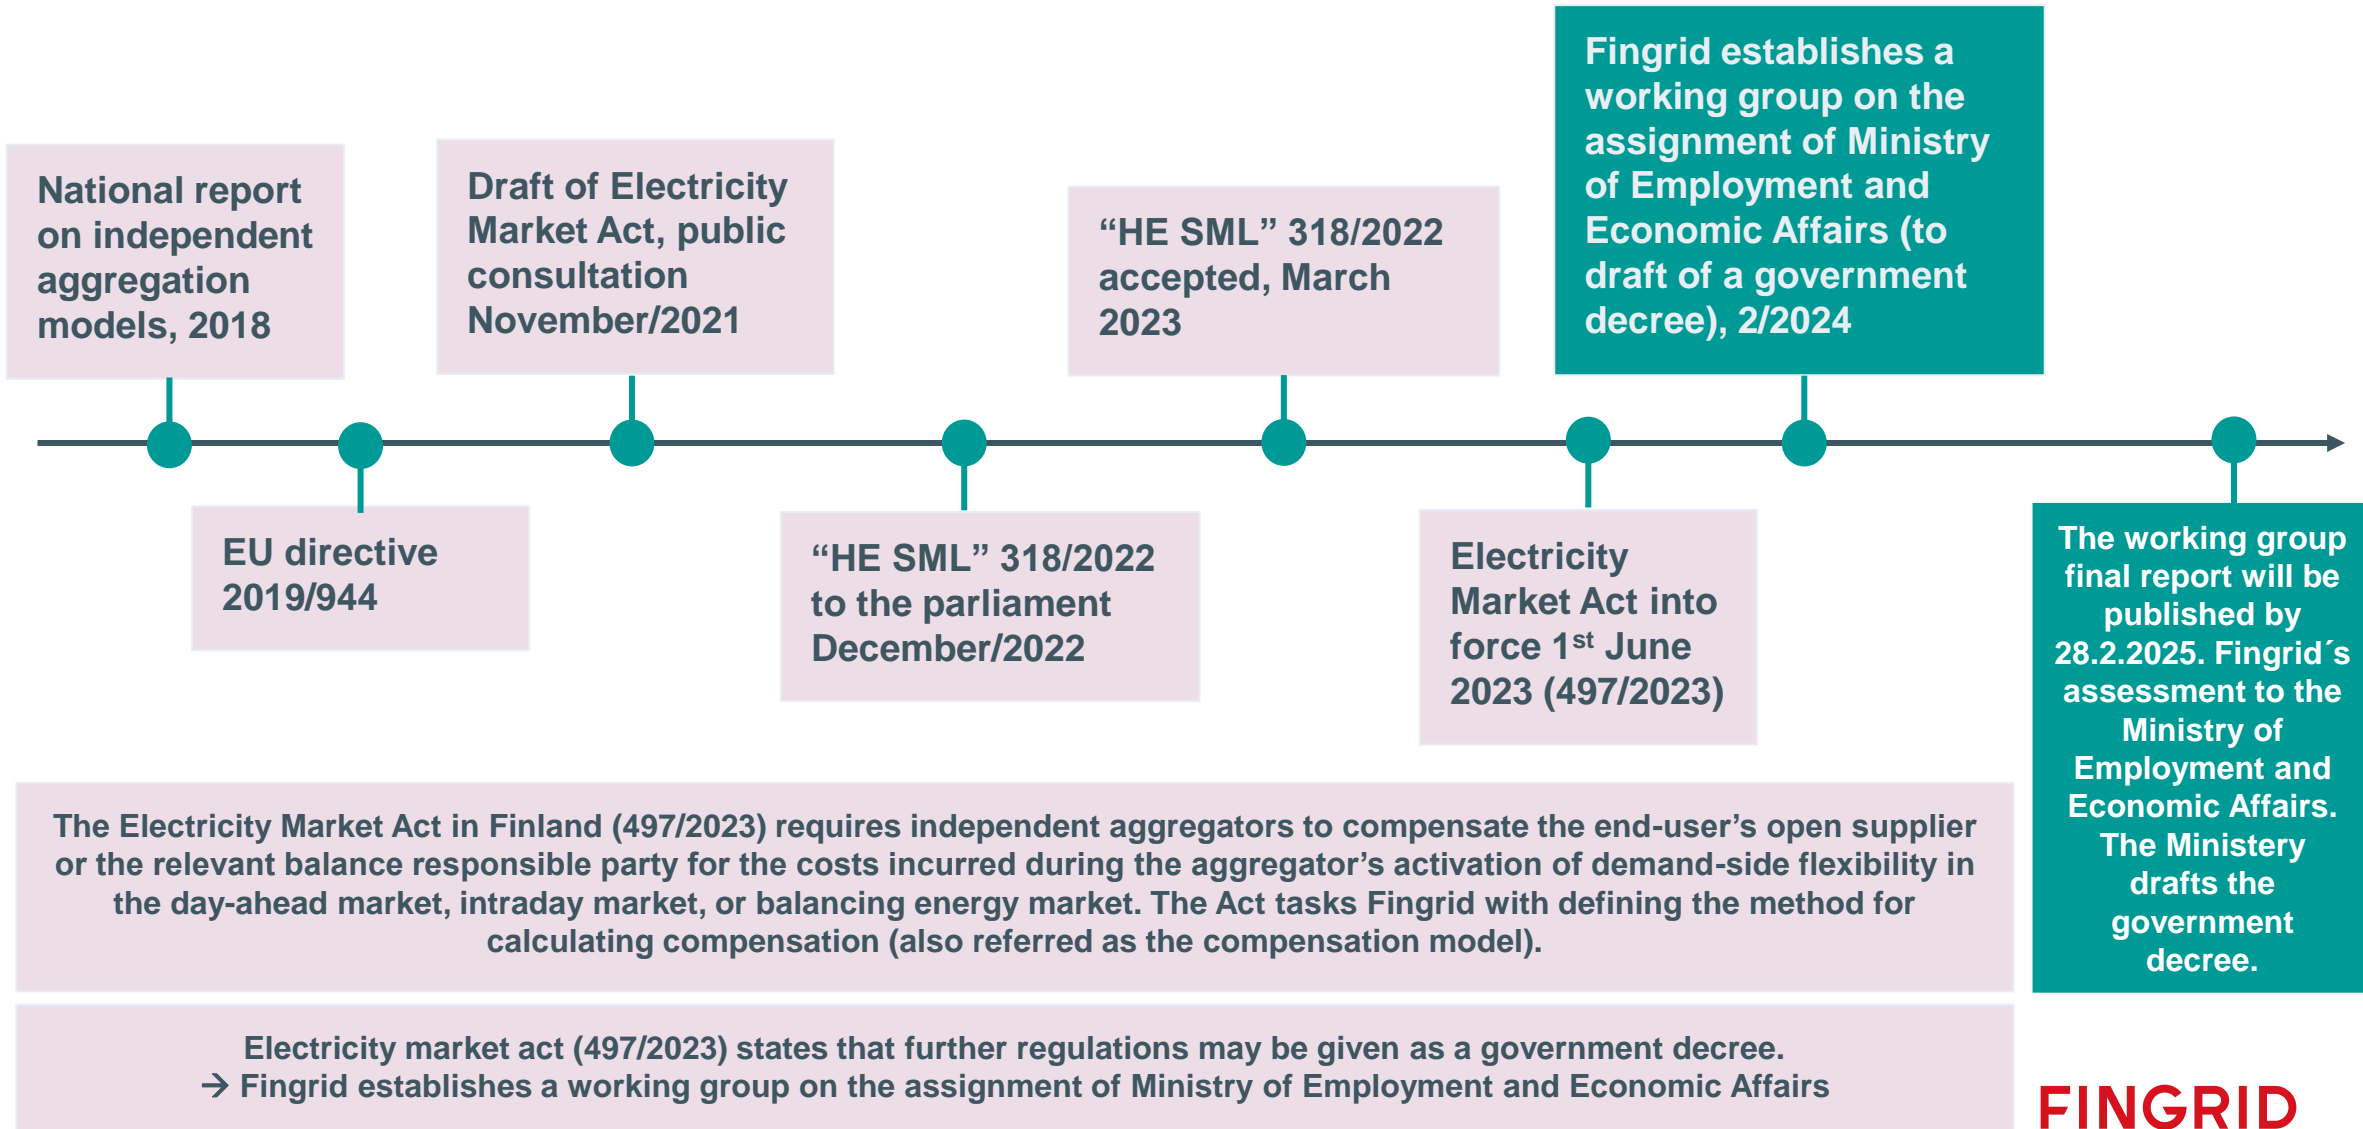 National report
on independent
aggregation
models, 2018
EU directive
2019/944
Draft of Electricity
Market Act, public
consultation
November/2021
“HE SML” 318/2022
to the parliament
December/2022
“HE SML” 318/2022
accepted, March
2023
Electricity
Market Act into
force 1st June
2023 (497/2023)
Fingrid establishes a
working group on the
assignment of Ministry
of Employment and
Economic Affairs (to
draft of a government
decree), 2/2024
The working group
final report will be
published by
28.2.2025. Fingrid´s
assessment to the
Ministry of
Employment and
Economic Affairs.
The Ministery
drafts the
government
decree.
The Electricity Market Act in Finland (497/2023) requires independent aggregators to compensate the end-user’s open supplier
or the relevant balance responsible party for the costs incurred during the aggregator’s activation of demand-side flexibility in
the day-ahead market, intraday market, or balancing energy market. The Act tasks Fingrid with defining the method for
calculating compensation (also referred as the compensation model).
Electricity market act (497/2023) states that further regulations may be given as a government decree.
→ Fingrid establishes a working group on the assignment of Ministry of Employment and Economic Affairs
FINGRID